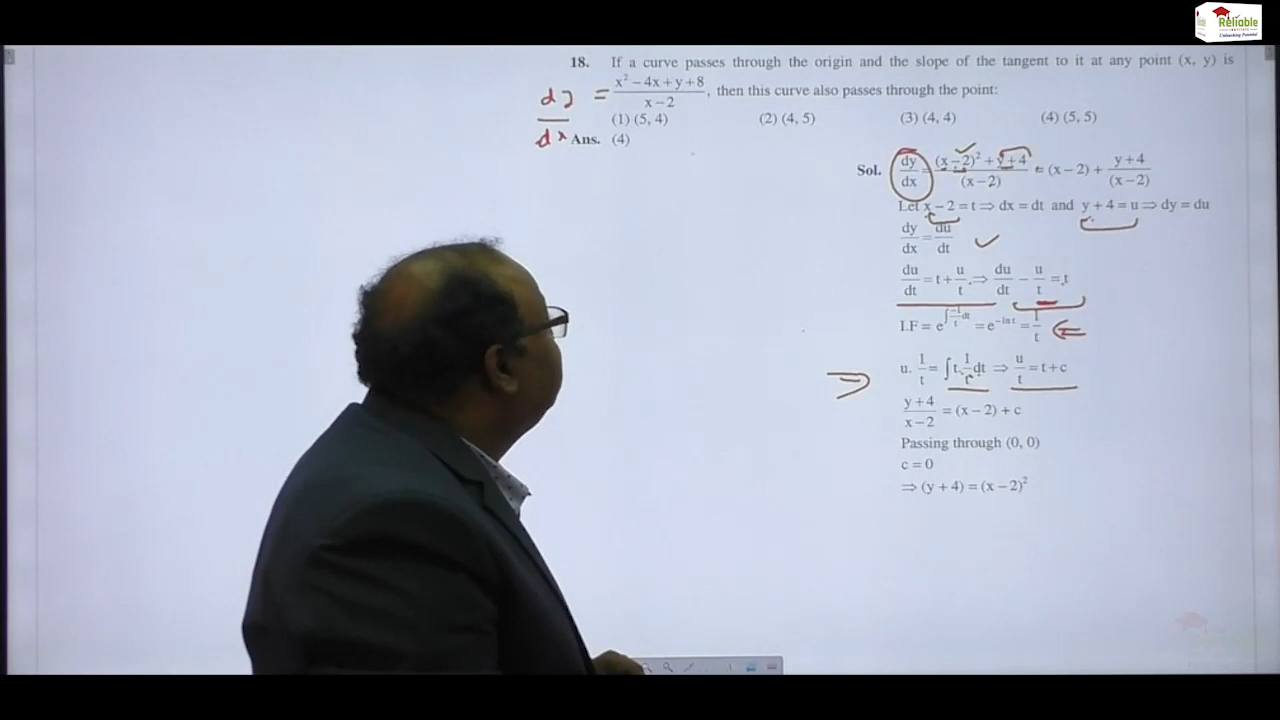 Reliable
INSTITUTE
Unleashing Potential
18. If a curve passes through the origin and the slope of the tangent to it at any point (x, y) is
dy/dx = (x² − 4x + y + 8)/(x − 2), then this curve also passes through the point:
(1) (5, 4) (2) (4, 5) (3) (4, 4) (4) (5, 5)
Ans. (4)
Sol. dy/dx = ((x − 2)² + y + 4)/(x − 2) = (x − 2) + (y + 4)/(x − 2)
Let x − 2 = t ⇒ dx = dt and y + 4 = u ⇒ dy = du
dy/dx = du/dt
du/dt = t + u/t ⇒ du/dt − u/t = t
I.F = e^(∫ −1/t dt) = e^(−ln t) = 1/t
u. 1/t = ∫ t. 1/t dt ⇒ u/t = t + c
(y + 4)/(x − 2) = (x − 2) + c
Passing through (0, 0)
c = 0
⇒ (y + 4) = (x − 2)²